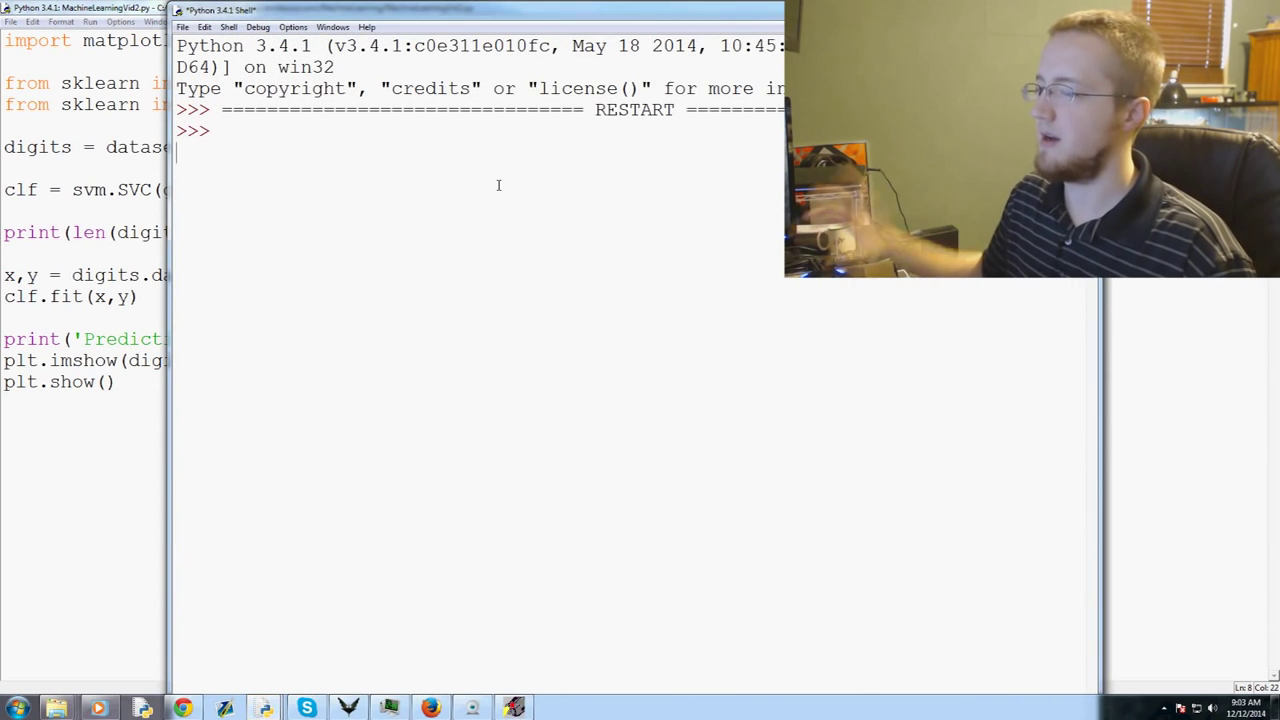 Python 3.4.1: MachineLearningVid2.py - C
File Edit Format Run Options Windo
import matplotl
from sklearn i
from sklearn i
digits = datas
clf = svm.SVC(
print(len(digit
x,y = digits.da
clf.fit(x,y)
print('Predicti
plt.imshow(dig
plt.show()
*Python 3.4.1 Shell*
File Edit Shell Debug Options Windows Help
Python 3.4.1 (v3.4.1:c0e311e010fc, May 18 2014, 10:45:
D64)] on win32
Type "copyright", "credits" or "license()" for more in
>>> ================================ RESTART =========
>>>
Ln: 8 Col: 22
9:03 AM
12/12/2014